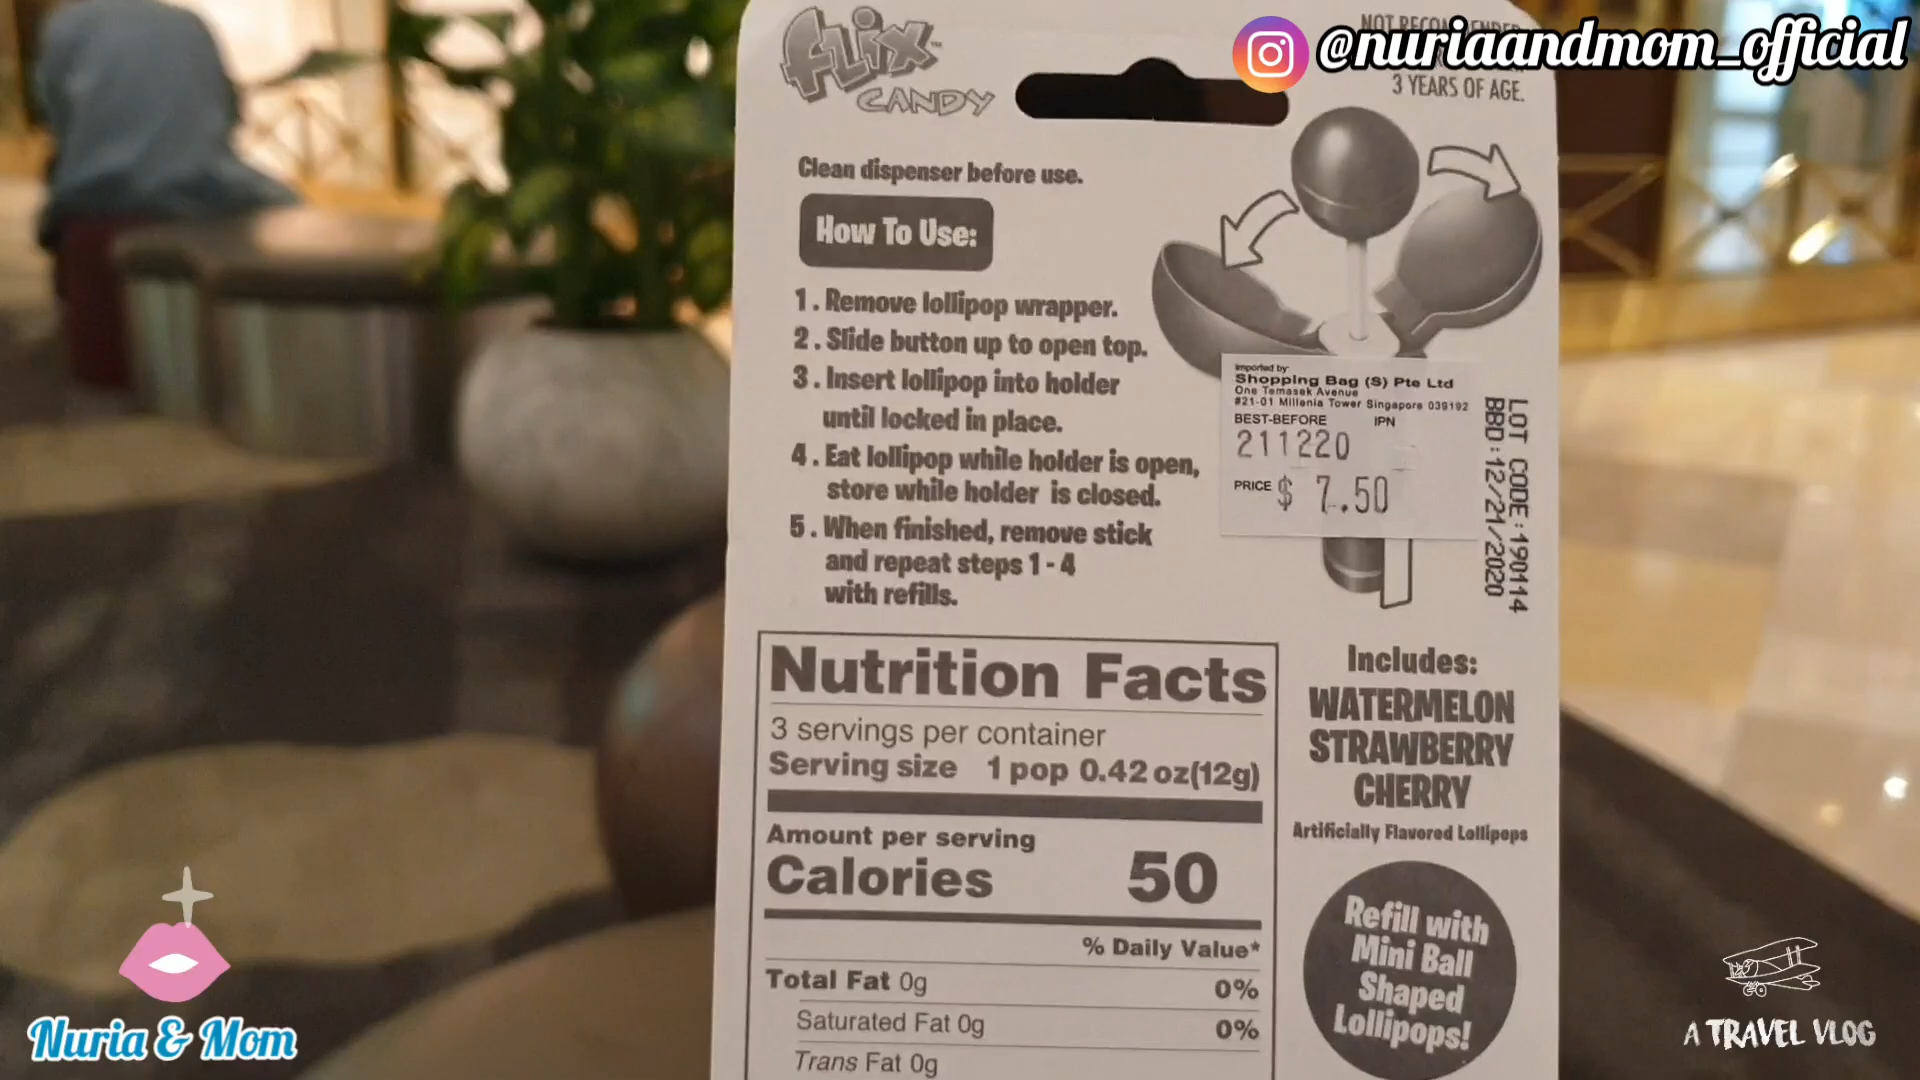 @nuriaandmom_official
FLIX
CANDY
NOT RECOMMENDED
3 YEARS OF AGE.
Clean dispenser before use.
How To Use:
1. Remove lollipop wrapper.
2. Slide button up to open top.
3. Insert lollipop into holder
until locked in place.
4. Eat lollipop while holder is open,
store while holder is closed.
5. When finished, remove stick
and repeat steps 1 - 4
with refills.
Imported by
Shopping Bag (S) Pte Ltd
One Temasek Avenue
#21-01 Millenia Tower Singapore 039192
BEST-BEFORE IPN
211220
PRICE $ 7.50
LOT CODE:190114
BBD:12/21/2020
Nutrition Facts
3 servings per container
Serving size 1 pop 0.42 oz(12g)
Amount per serving
Calories 50
% Daily Value*
Total Fat 0g 0%
Saturated Fat 0g 0%
Trans Fat 0g
Includes:
WATERMELON
STRAWBERRY
CHERRY
Artificially Flavored Lollipops
Refill with
Mini Ball
Shaped
Lollipops!
Nuria & Mom
A TRAVEL VLOG